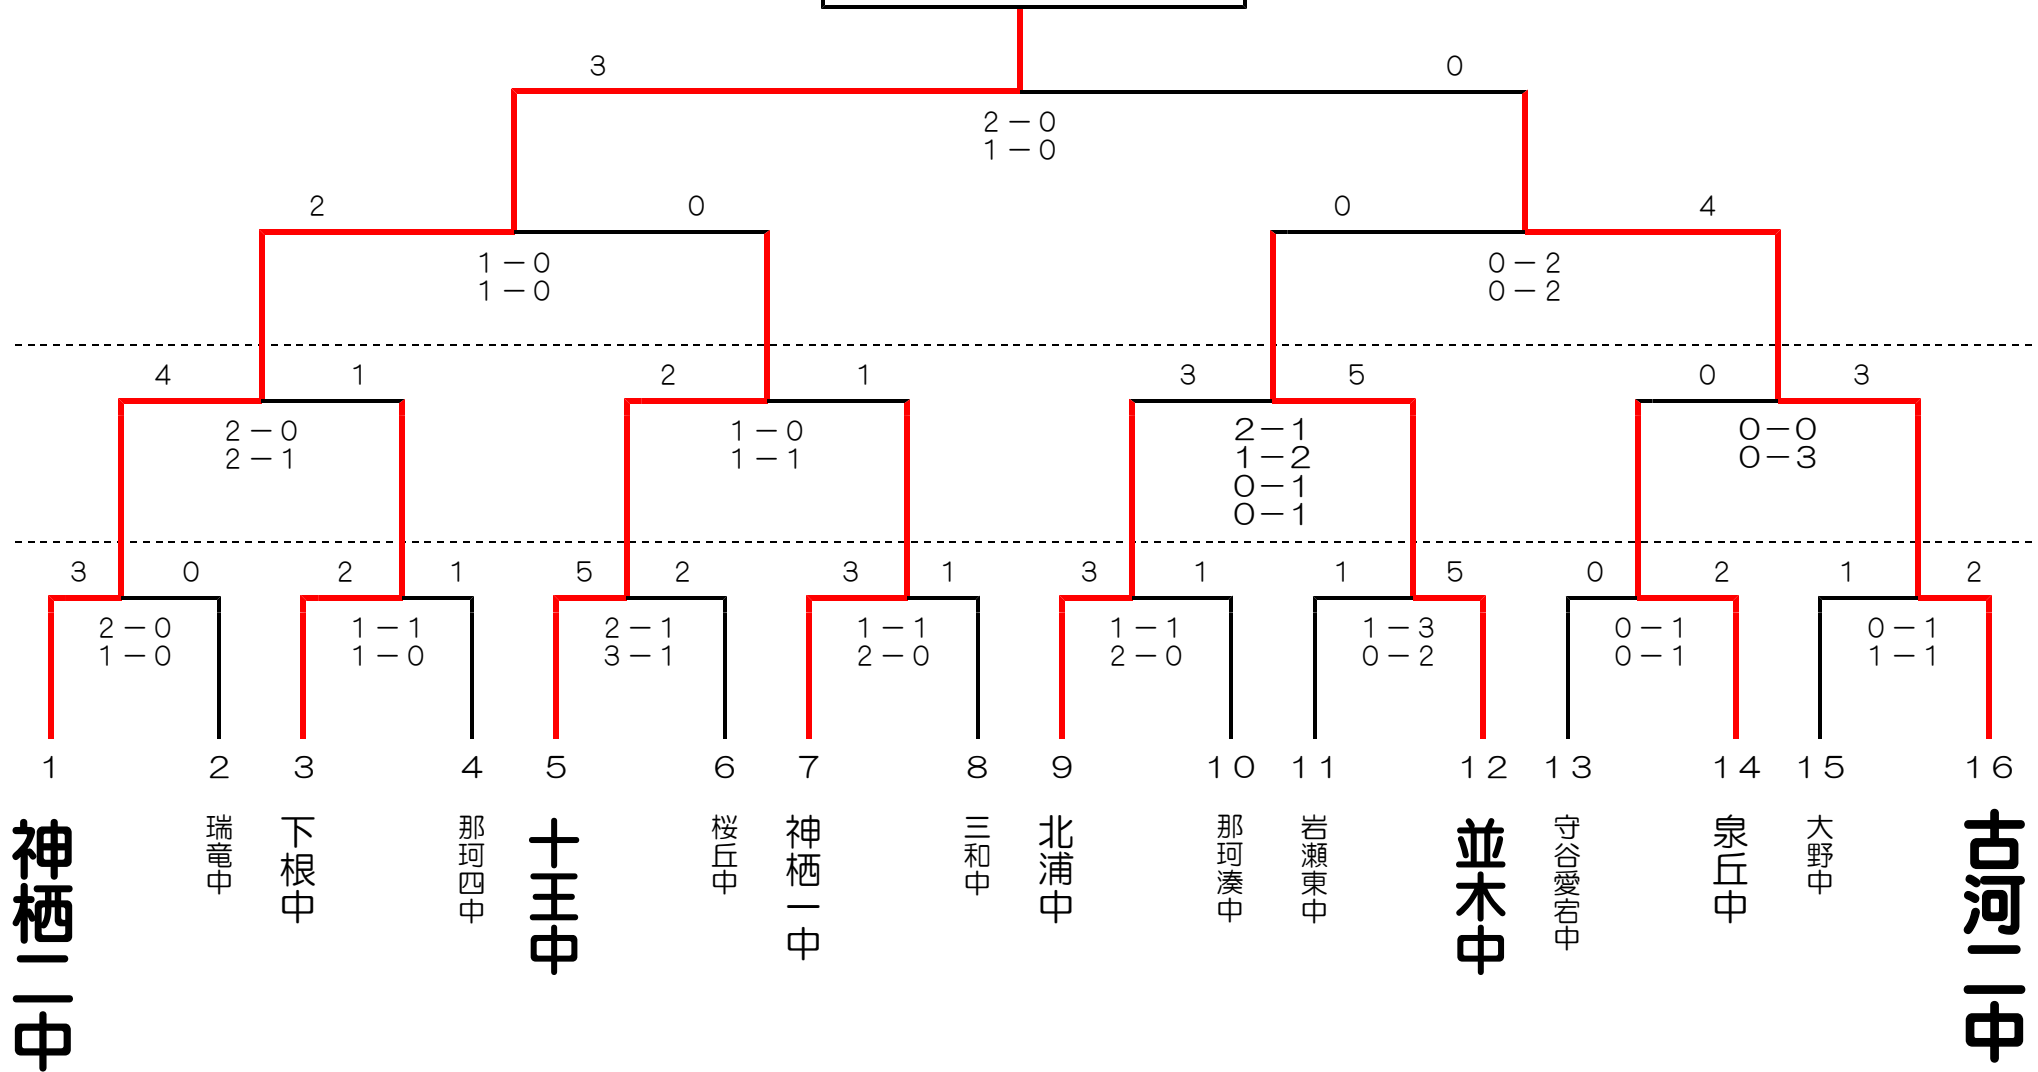 3 0
2－0
1－0
2 0 0 4
1－0 0－2
1－0 0－2
4 1 2 1 3 5 0 3
2－0 1－0 2－1 0－0
2－1 1－1 1－2 0－3
0－1
0－1
3 0 2 1 5 2 3 1 3 1 1 5 0 2 1 2
2－0 1－1 2－1 1－1 1－1 1－3 0－1 0－1
1－0 1－0 3－1 2－0 2－0 0－2 0－1 1－1
1 2 3 4 5 6 7 8 9 10 11 12 13 14 15 16
神栖二中
瑞竜中
下根中
那珂四中
十王中
桜丘中
神栖一中
三和中
北浦中
那珂湊中
岩瀬東中
並木中
守谷愛宕中
泉丘中
大野中
古河二中